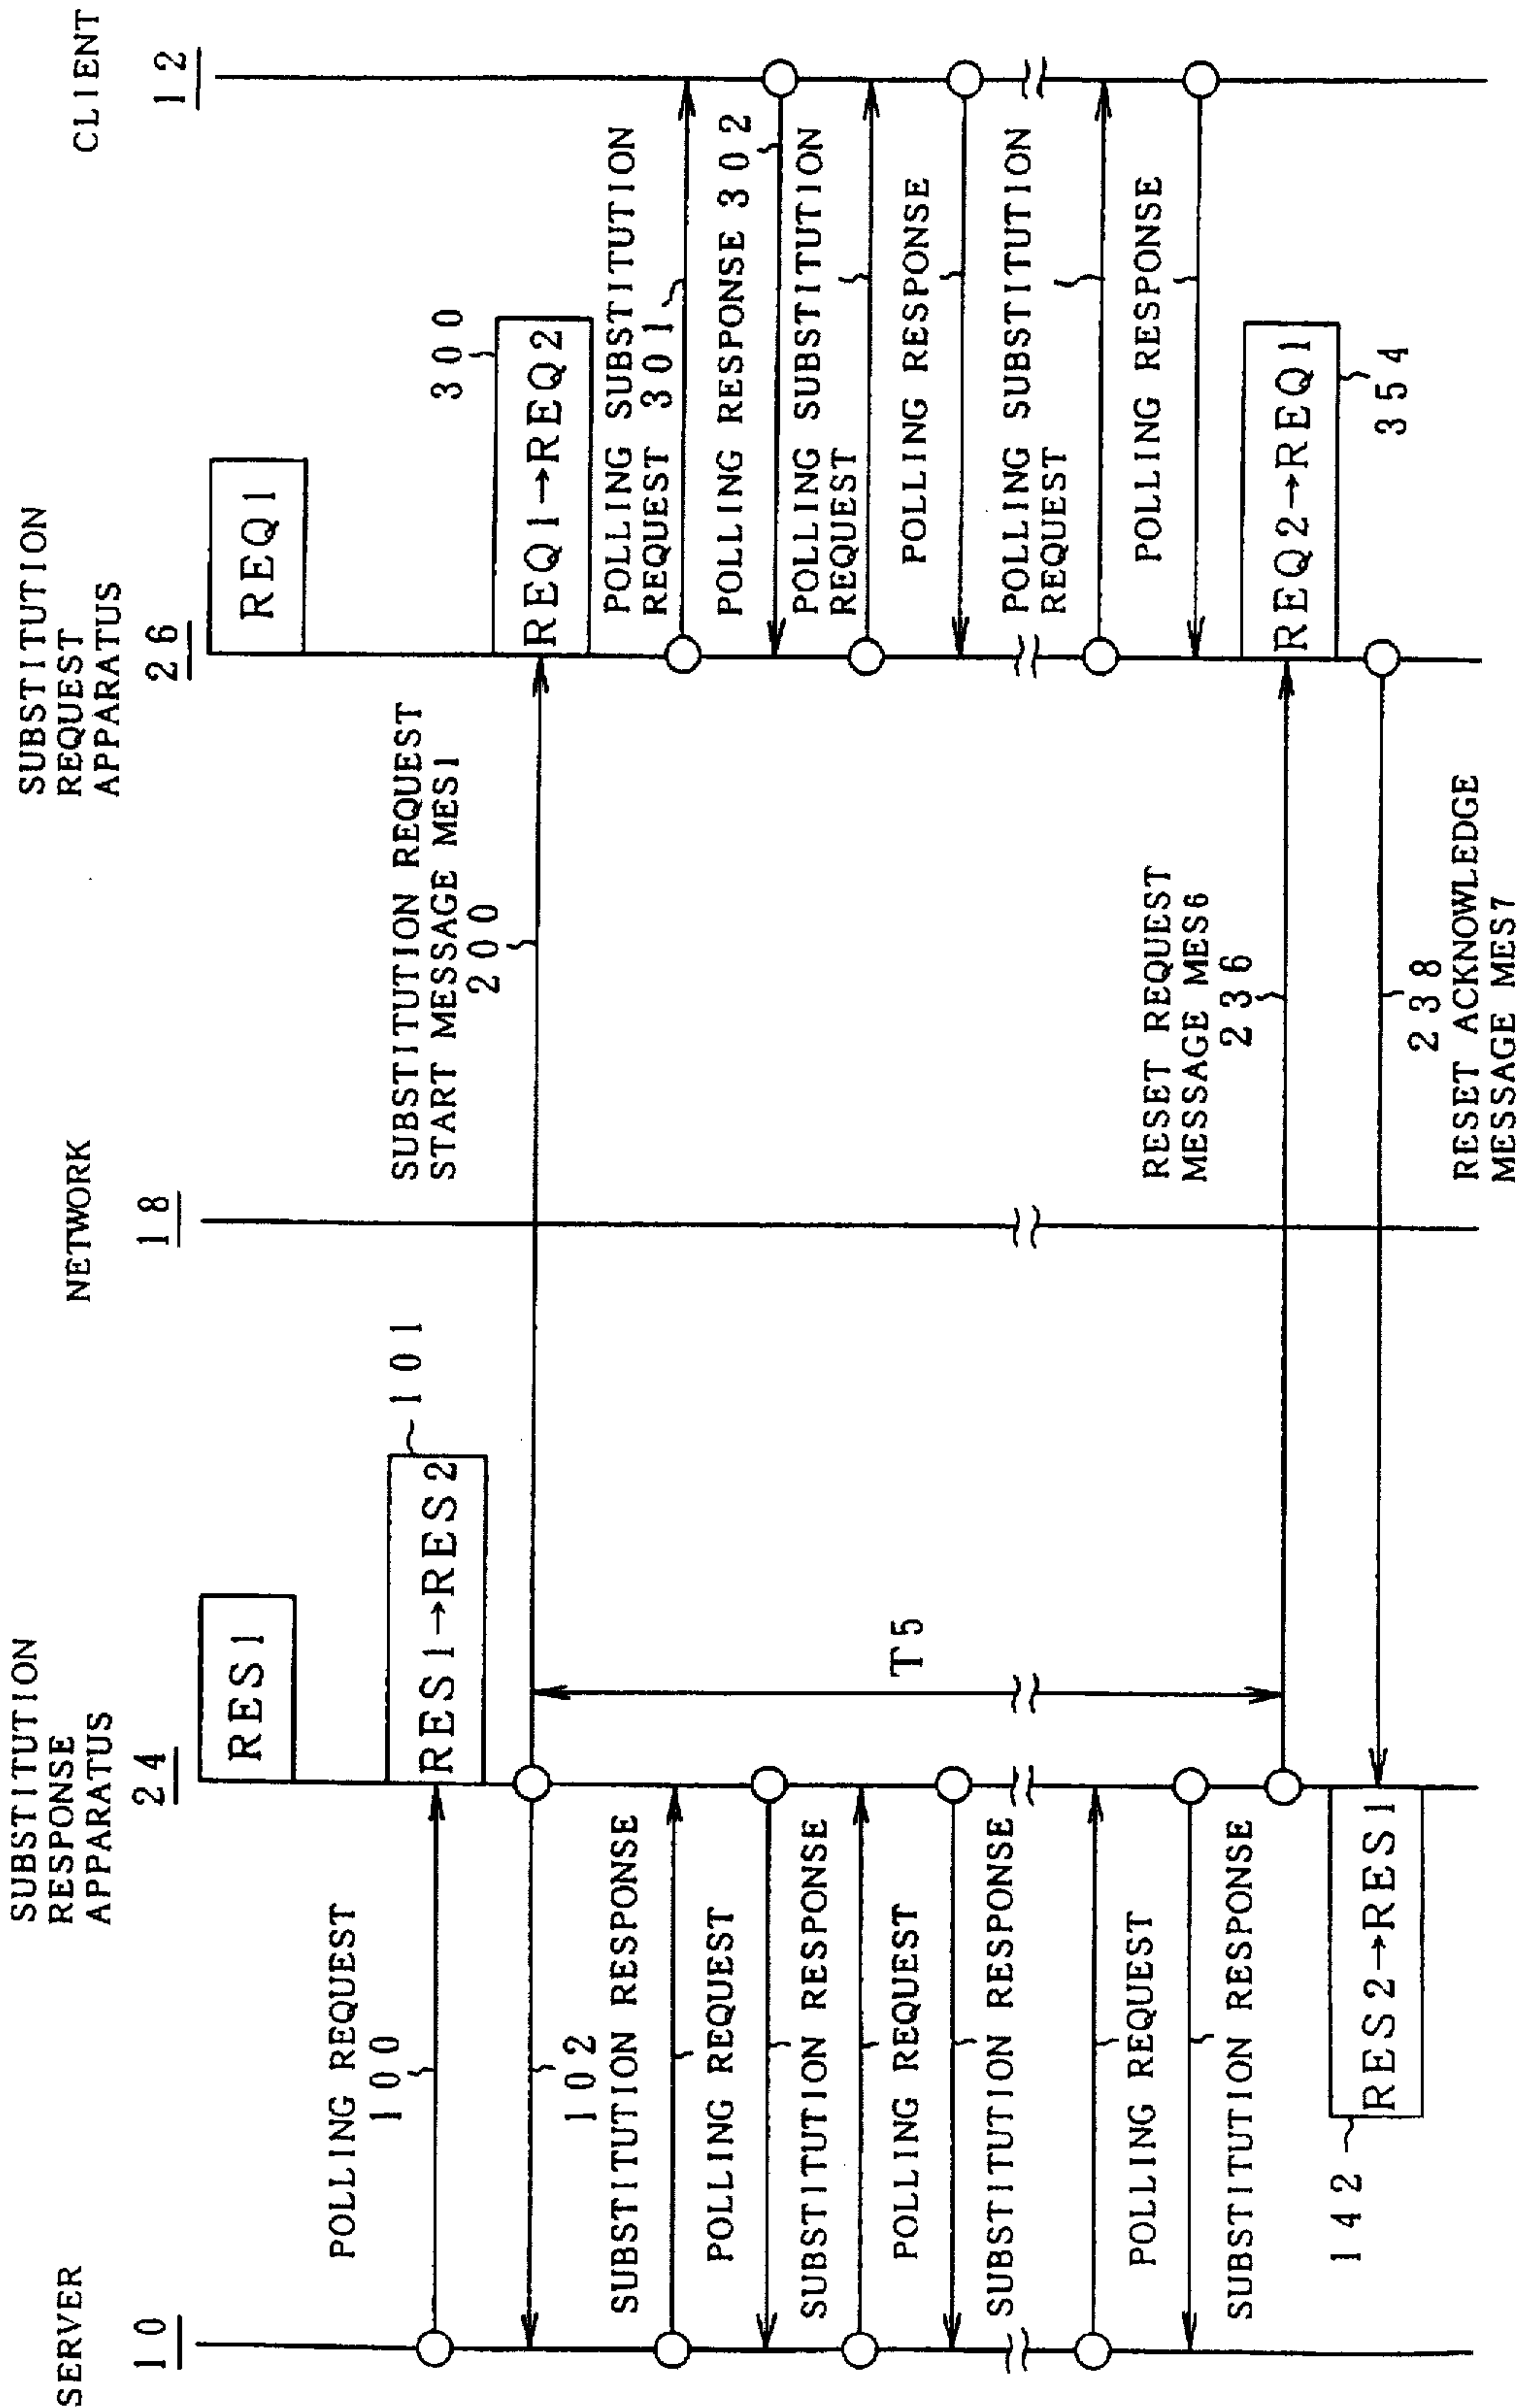 SERVER
10
SUBSTITUTION
RESPONSE
APPARATUS
24
NETWORK
18
SUBSTITUTION
REQUEST
APPARATUS
26
CLIENT
12
RES1
REQ1
POLLING REQUEST
100
RES1→RES2
101
102
SUBSTITUTION RESPONSE
SUBSTITUTION REQUEST
START MESSAGE MES1
200
REQ1→REQ2
300
POLLING SUBSTITUTION
REQUEST 301
POLLING REQUEST
POLLING RESPONSE 302
SUBSTITUTION RESPONSE
POLLING SUBSTITUTION
REQUEST
POLLING REQUEST
POLLING RESPONSE
SUBSTITUTION RESPONSE
T5
POLLING SUBSTITUTION
REQUEST
POLLING REQUEST
POLLING RESPONSE
SUBSTITUTION RESPONSE
RESET REQUEST
MESSAGE MES6
236
REQ2→REQ1
354
RES2→RES1
142
238
RESET ACKNOWLEDGE
MESSAGE MES7